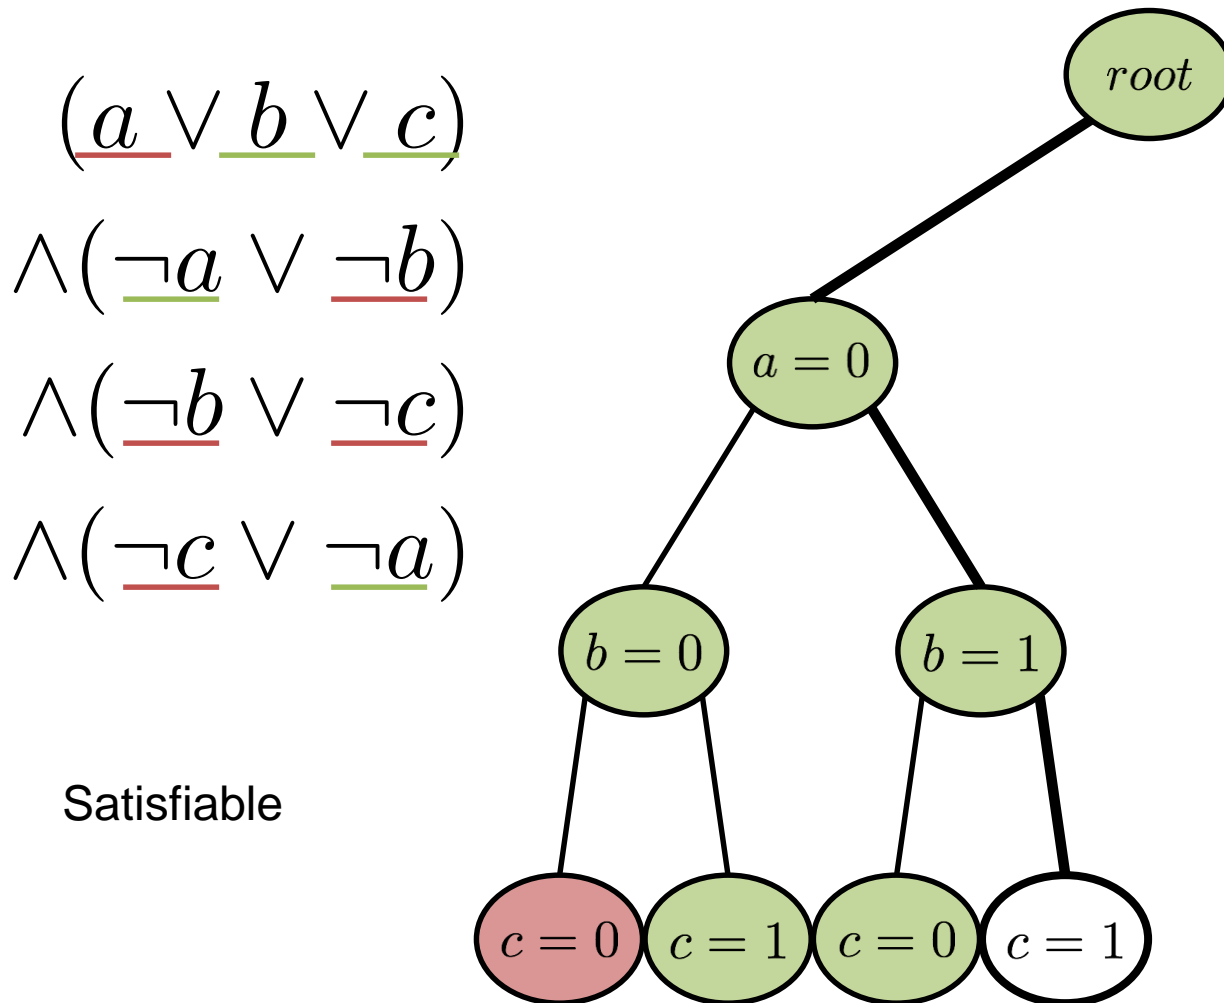 (a ∨ b ∨ c)
∧(¬a ∨ ¬b)
∧(¬b ∨ ¬c)
∧(¬c ∨ ¬a)
Satisfiable
root
a = 0
b = 0
b = 1
c = 0
c = 1
c = 0
c = 1